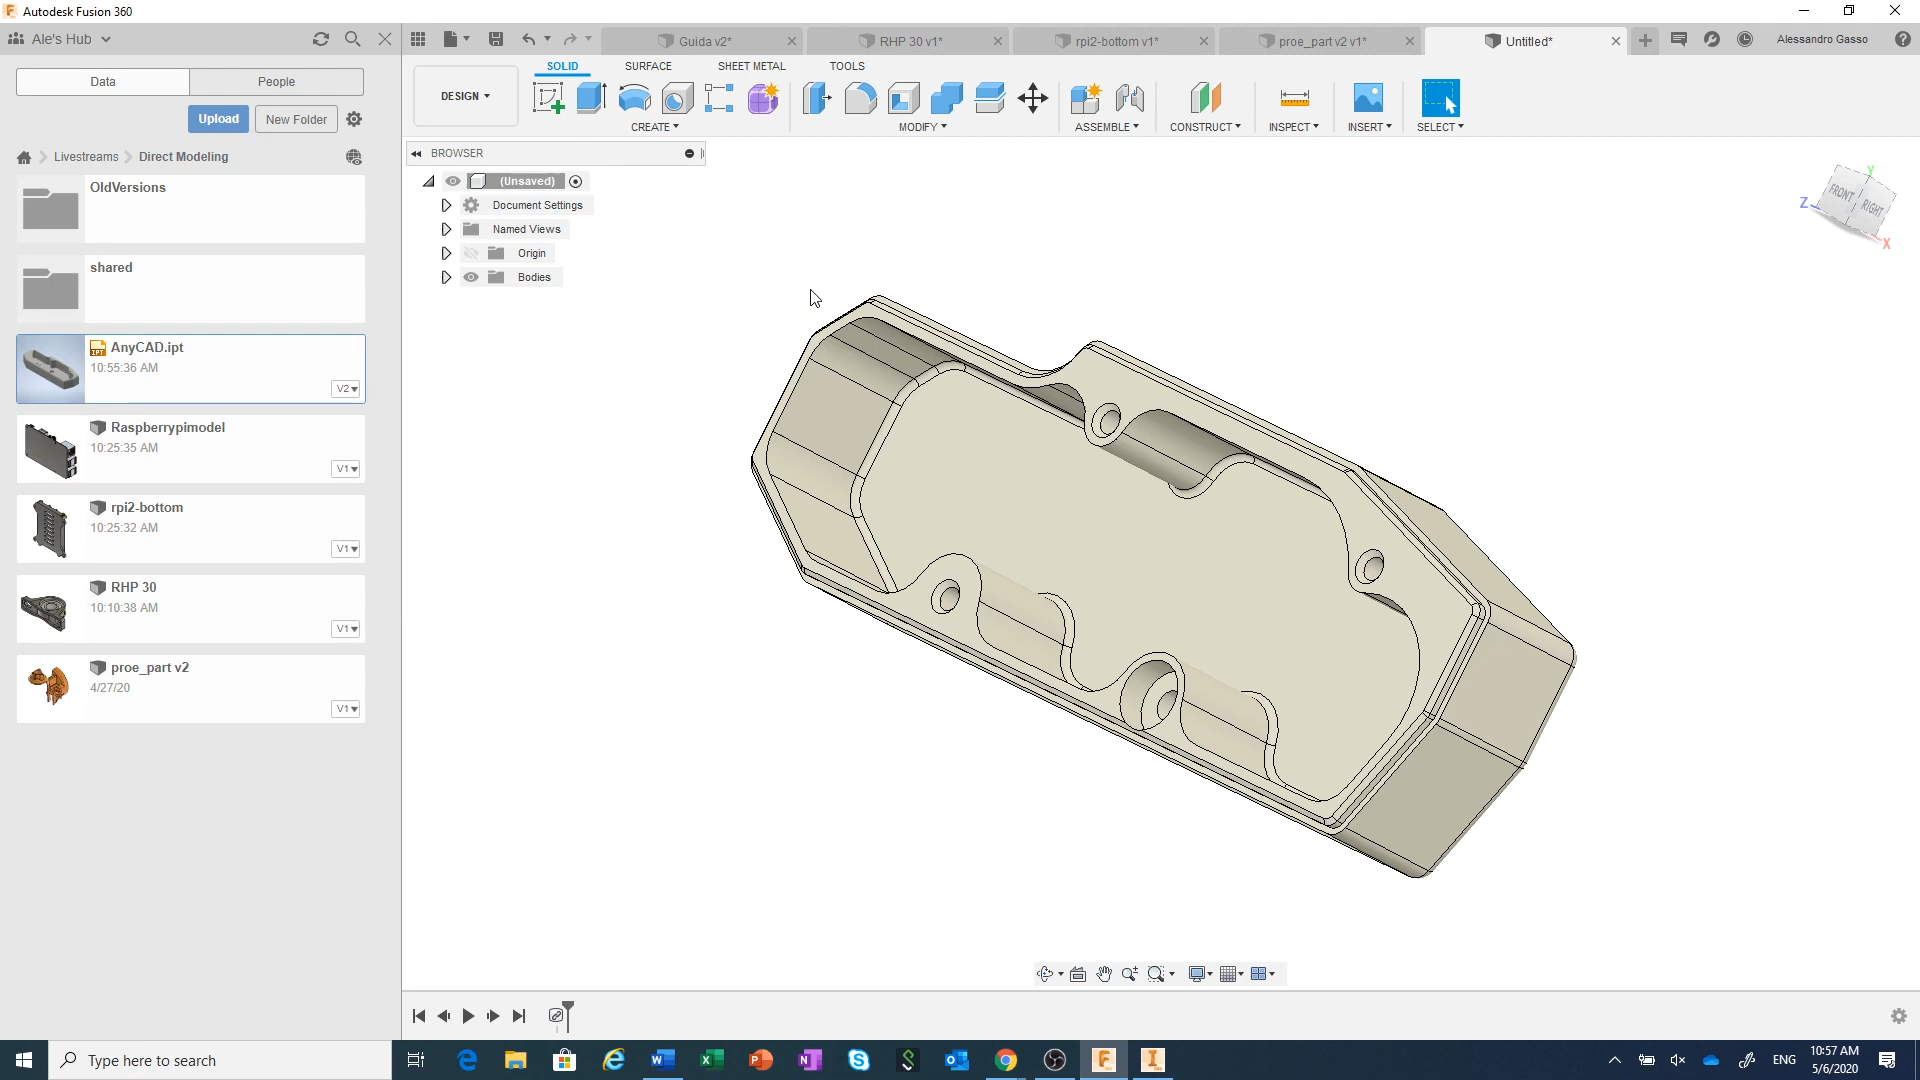 Autodesk Fusion 360
Ale's Hub
Guida v2*
RHP 30 v1*
rpi2-bottom v1*
proe_part v2 v1*
Untitled*
Alessandro Gasso
Data
People
SOLID
SURFACE
SHEET METAL
TOOLS
Upload
New Folder
DESIGN
CREATE
MODIFY
ASSEMBLE
CONSTRUCT
INSPECT
INSERT
SELECT
Livestreams
Direct Modeling
BROWSER
(Unsaved)
Document Settings
Named Views
Origin
Bodies
OldVersions
shared
AnyCAD.ipt
10:55:36 AM
V2
Raspberrypimodel
10:25:35 AM
V1
rpi2-bottom
10:25:32 AM
V1
RHP 30
10:10:38 AM
V1
proe_part v2
4/27/20
V1
Y
FRONT
RIGHT
Z
X
Type here to search
ENG
10:57 AM
5/6/2020